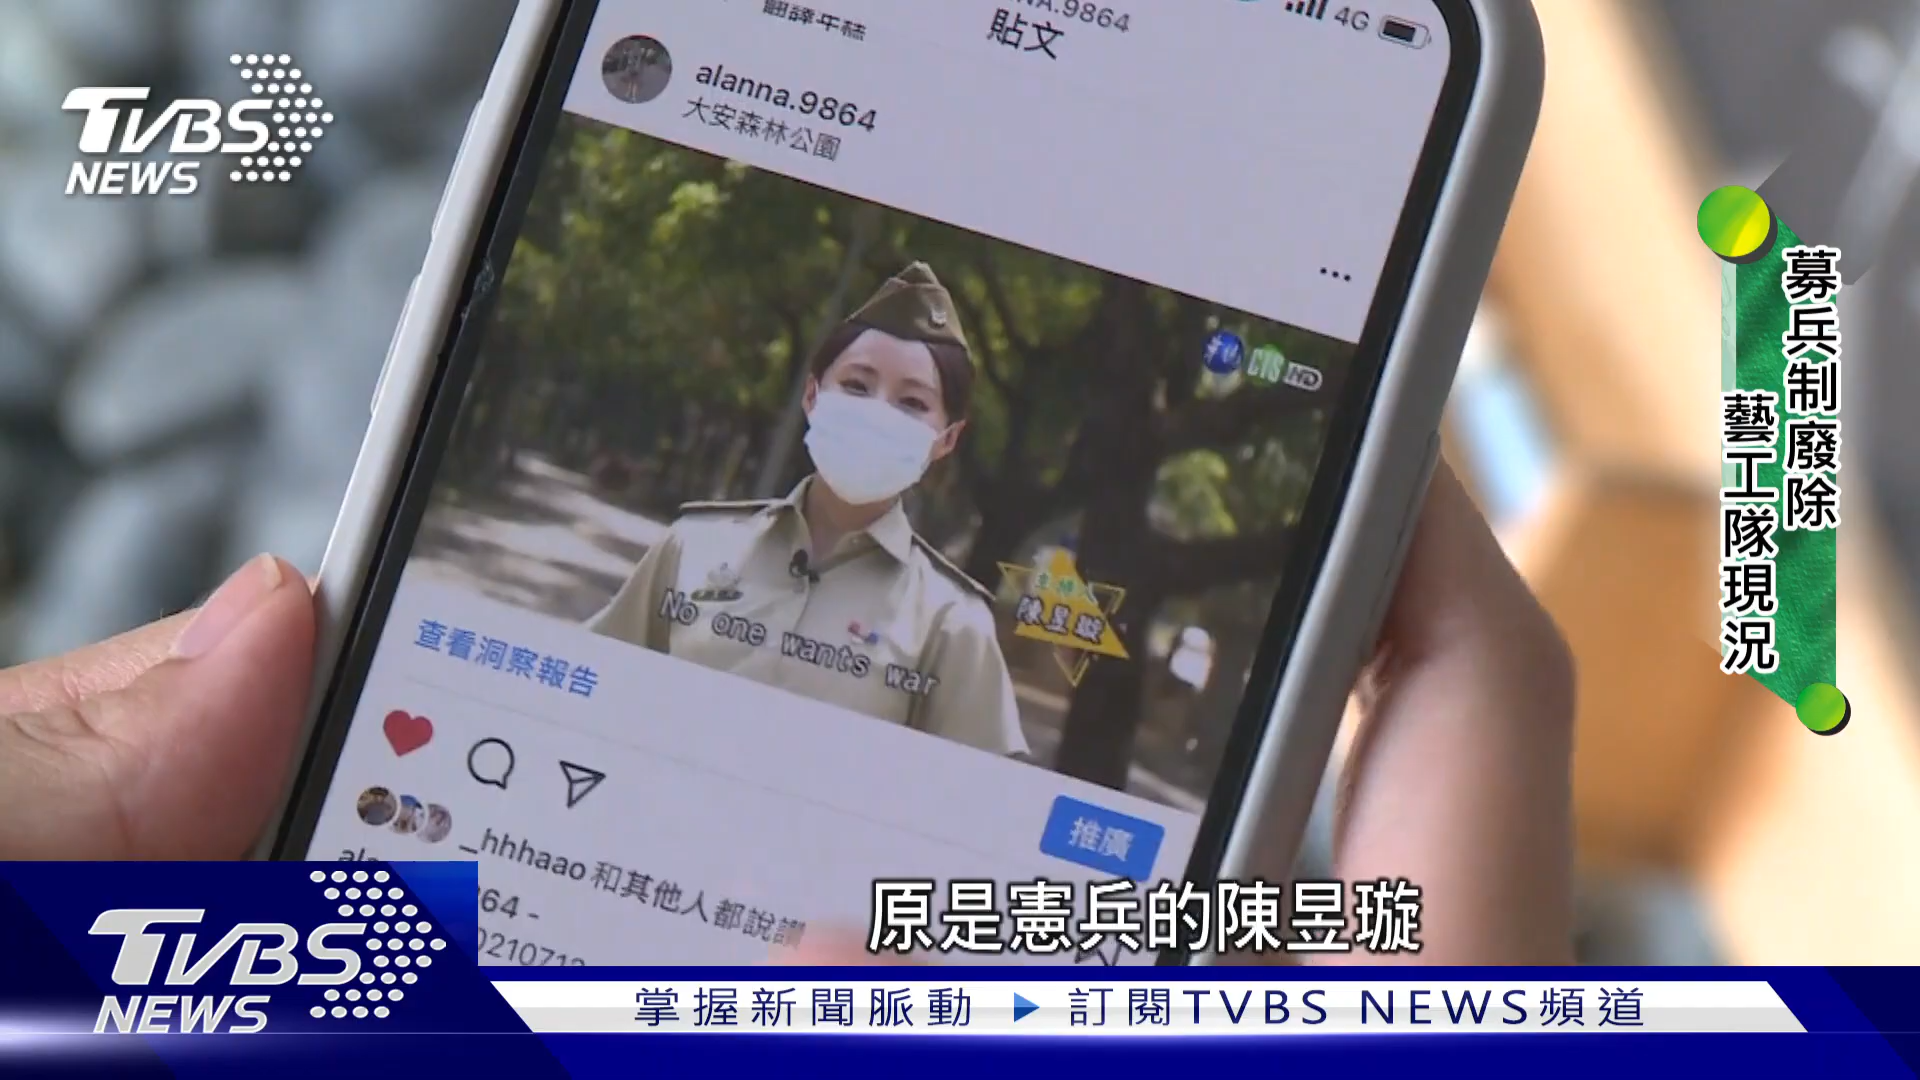 TVBS
NEWS
4G
貼文
alanna.9864
大安森林公園
華視 CTS HD
主持人
陳昱璇
No one wants war
查看洞察報告
推廣
_hhhaao 和其他人都說讚
募兵制廢除
藝工隊現況
原是憲兵的陳昱璇
TVBS
NEWS
掌握新聞脈動 ▶ 訂閱TVBS NEWS頻道